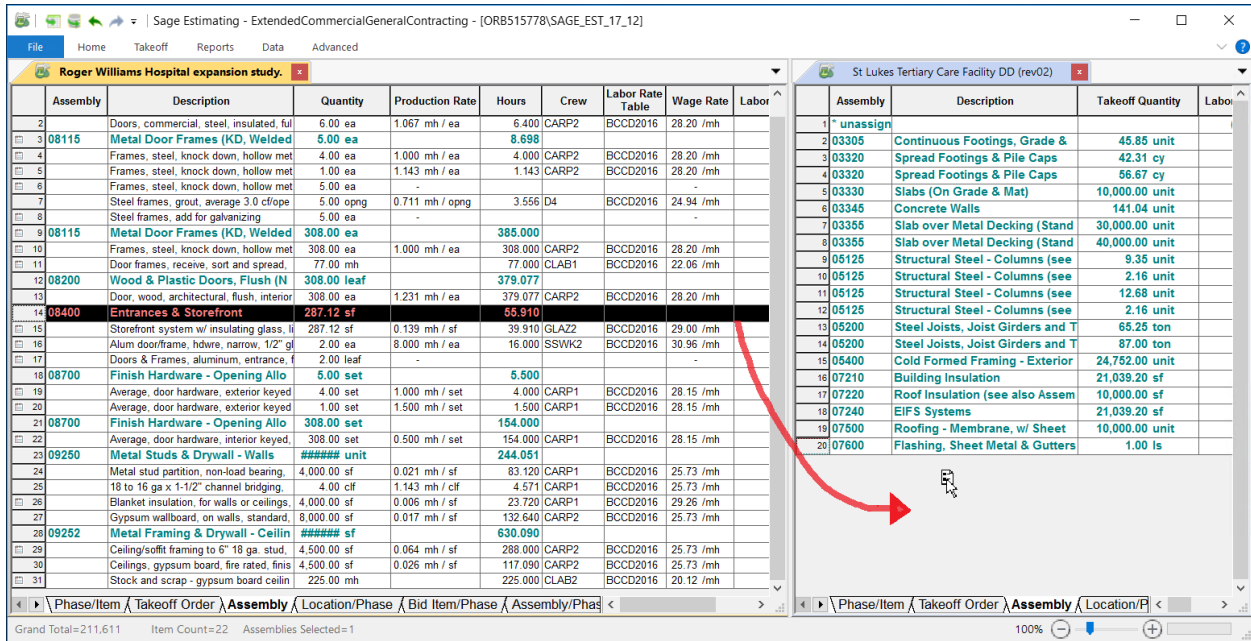 Sage Estimating - ExtendedCommercialGeneralContracting - [ORB515778\SAGE_EST_17_12]
File Home Takeoff Reports Data Advanced
Roger Williams Hospital expansion study.
Assembly Description Quantity Production Rate Hours Crew Labor Rate Table Wage Rate Labor
2 Doors, commercial, steel, insulated, ful 6.00 ea 1.067 mh / ea 6.400 CARP2 BCCD2016 28.20 /mh
3 08115 Metal Door Frames (KD, Welded 5.00 ea 8.698
4 Frames, steel, knock down, hollow met 4.00 ea 1.000 mh / ea 4.000 CARP2 BCCD2016 28.20 /mh
5 Frames, steel, knock down, hollow met 1.00 ea 1.143 mh / ea 1.143 CARP2 BCCD2016 28.20 /mh
6 Frames, steel, knock down, hollow met 5.00 ea -
7 Steel frames, grout, average 3.0 cf/ope 5.00 opng 0.711 mh / opng 3.556 D4 BCCD2016 24.94 /mh
8 Steel frames, add for galvanizing 5.00 ea - -
9 08115 Metal Door Frames (KD, Welded 308.00 ea 385.000
10 Frames, steel, knock down, hollow met 308.00 ea 1.000 mh / ea 308.000 CARP2 BCCD2016 28.20 /mh
11 Door frames, receive, sort and spread, 77.00 mh 77.000 CLAB1 BCCD2016 22.06 /mh
12 08200 Wood & Plastic Doors, Flush (N 308.00 leaf 379.077
13 Door, wood, architectural, flush, interior 308.00 ea 1.231 mh / ea 379.077 CARP2 BCCD2016 28.20 /mh
14 08400 Entrances & Storefront 287.12 sf 55.910
15 Storefront system w/ insulating glass, li 287.12 sf 0.139 mh / sf 39.910 GLAZ2 BCCD2016 29.00 /mh
16 Alum door/frame, hdwre, narrow, 1/2" gl 2.00 ea 8.000 mh / ea 16.000 SSWK2 BCCD2016 30.96 /mh
17 Doors & Frames, aluminum, entrance, f 2.00 leaf - -
18 08700 Finish Hardware - Opening Allo 5.00 set 5.500
19 Average, door hardware, exterior keyed 4.00 set 1.000 mh / set 4.000 CARP1 BCCD2016 28.15 /mh
20 Average, door hardware, exterior keyed 1.00 set 1.500 mh / set 1.500 CARP1 BCCD2016 28.15 /mh
21 08700 Finish Hardware - Opening Allo 308.00 set 154.000
22 Average, door hardware, interior keyed, 308.00 set 0.500 mh / set 154.000 CARP1 BCCD2016 28.15 /mh
23 09250 Metal Studs & Drywall - Walls ###### unit 244.051
24 Metal stud partition, non-load bearing, 4,000.00 sf 0.021 mh / sf 83.120 CARP1 BCCD2016 25.73 /mh
25 18 to 16 ga x 1-1/2" channel bridging, 4.00 clf 1.143 mh / clf 4.571 CARP1 BCCD2016 25.73 /mh
26 Blanket insulation, for walls or ceilings, 4,000.00 sf 0.006 mh / sf 23.720 CARP1 BCCD2016 29.26 /mh
27 Gypsum wallboard, on walls, standard, 8,000.00 sf 0.017 mh / sf 132.640 CARP2 BCCD2016 25.73 /mh
28 09252 Metal Framing & Drywall - Ceilin ###### sf 630.090
29 Ceiling/soffit framing to 6" 18 ga. stud, 4,500.00 sf 0.064 mh / sf 288.000 CARP2 BCCD2016 25.73 /mh
30 Ceilings, gypsum board, fire rated, finis 4,500.00 sf 0.026 mh / sf 117.090 CARP2 BCCD2016 25.73 /mh
31 Stock and scrap - gypsum board ceilin 225.00 mh 225.000 CLAB2 BCCD2016 20.12 /mh
Phase/Item Takeoff Order Assembly Location/Phase Bid Item/Phase Assembly/Phas
St Lukes Tertiary Care Facility DD (rev02)
Assembly Description Takeoff Quantity Labo
1 * unassign
2 03305 Continuous Footings, Grade & 45.85 unit
3 03320 Spread Footings & Pile Caps 42.31 cy
4 03320 Spread Footings & Pile Caps 56.67 cy
5 03330 Slabs (On Grade & Mat) 10,000.00 unit
6 03345 Concrete Walls 141.04 unit
7 03355 Slab over Metal Decking (Stand 30,000.00 unit
8 03355 Slab over Metal Decking (Stand 40,000.00 unit
9 05125 Structural Steel - Columns (see 9.35 unit
10 05125 Structural Steel - Columns (see 2.16 unit
11 05125 Structural Steel - Columns (see 12.68 unit
12 05125 Structural Steel - Columns (see 2.16 unit
13 05200 Steel Joists, Joist Girders and T 65.25 ton
14 05200 Steel Joists, Joist Girders and T 87.00 ton
15 05400 Cold Formed Framing - Exterior 24,752.00 unit
16 07210 Building Insulation 21,039.20 sf
17 07220 Roof Insulation (see also Assem 10,000.00 sf
18 07240 EIFS Systems 21,039.20 sf
19 07500 Roofing - Membrane, w/ Sheet 10,000.00 unit
20 07600 Flashing, Sheet Metal & Gutters 1.00 ls
Phase/Item Takeoff Order Assembly Location/P
Grand Total=211,611 Item Count=22 Assemblies Selected=1 100%